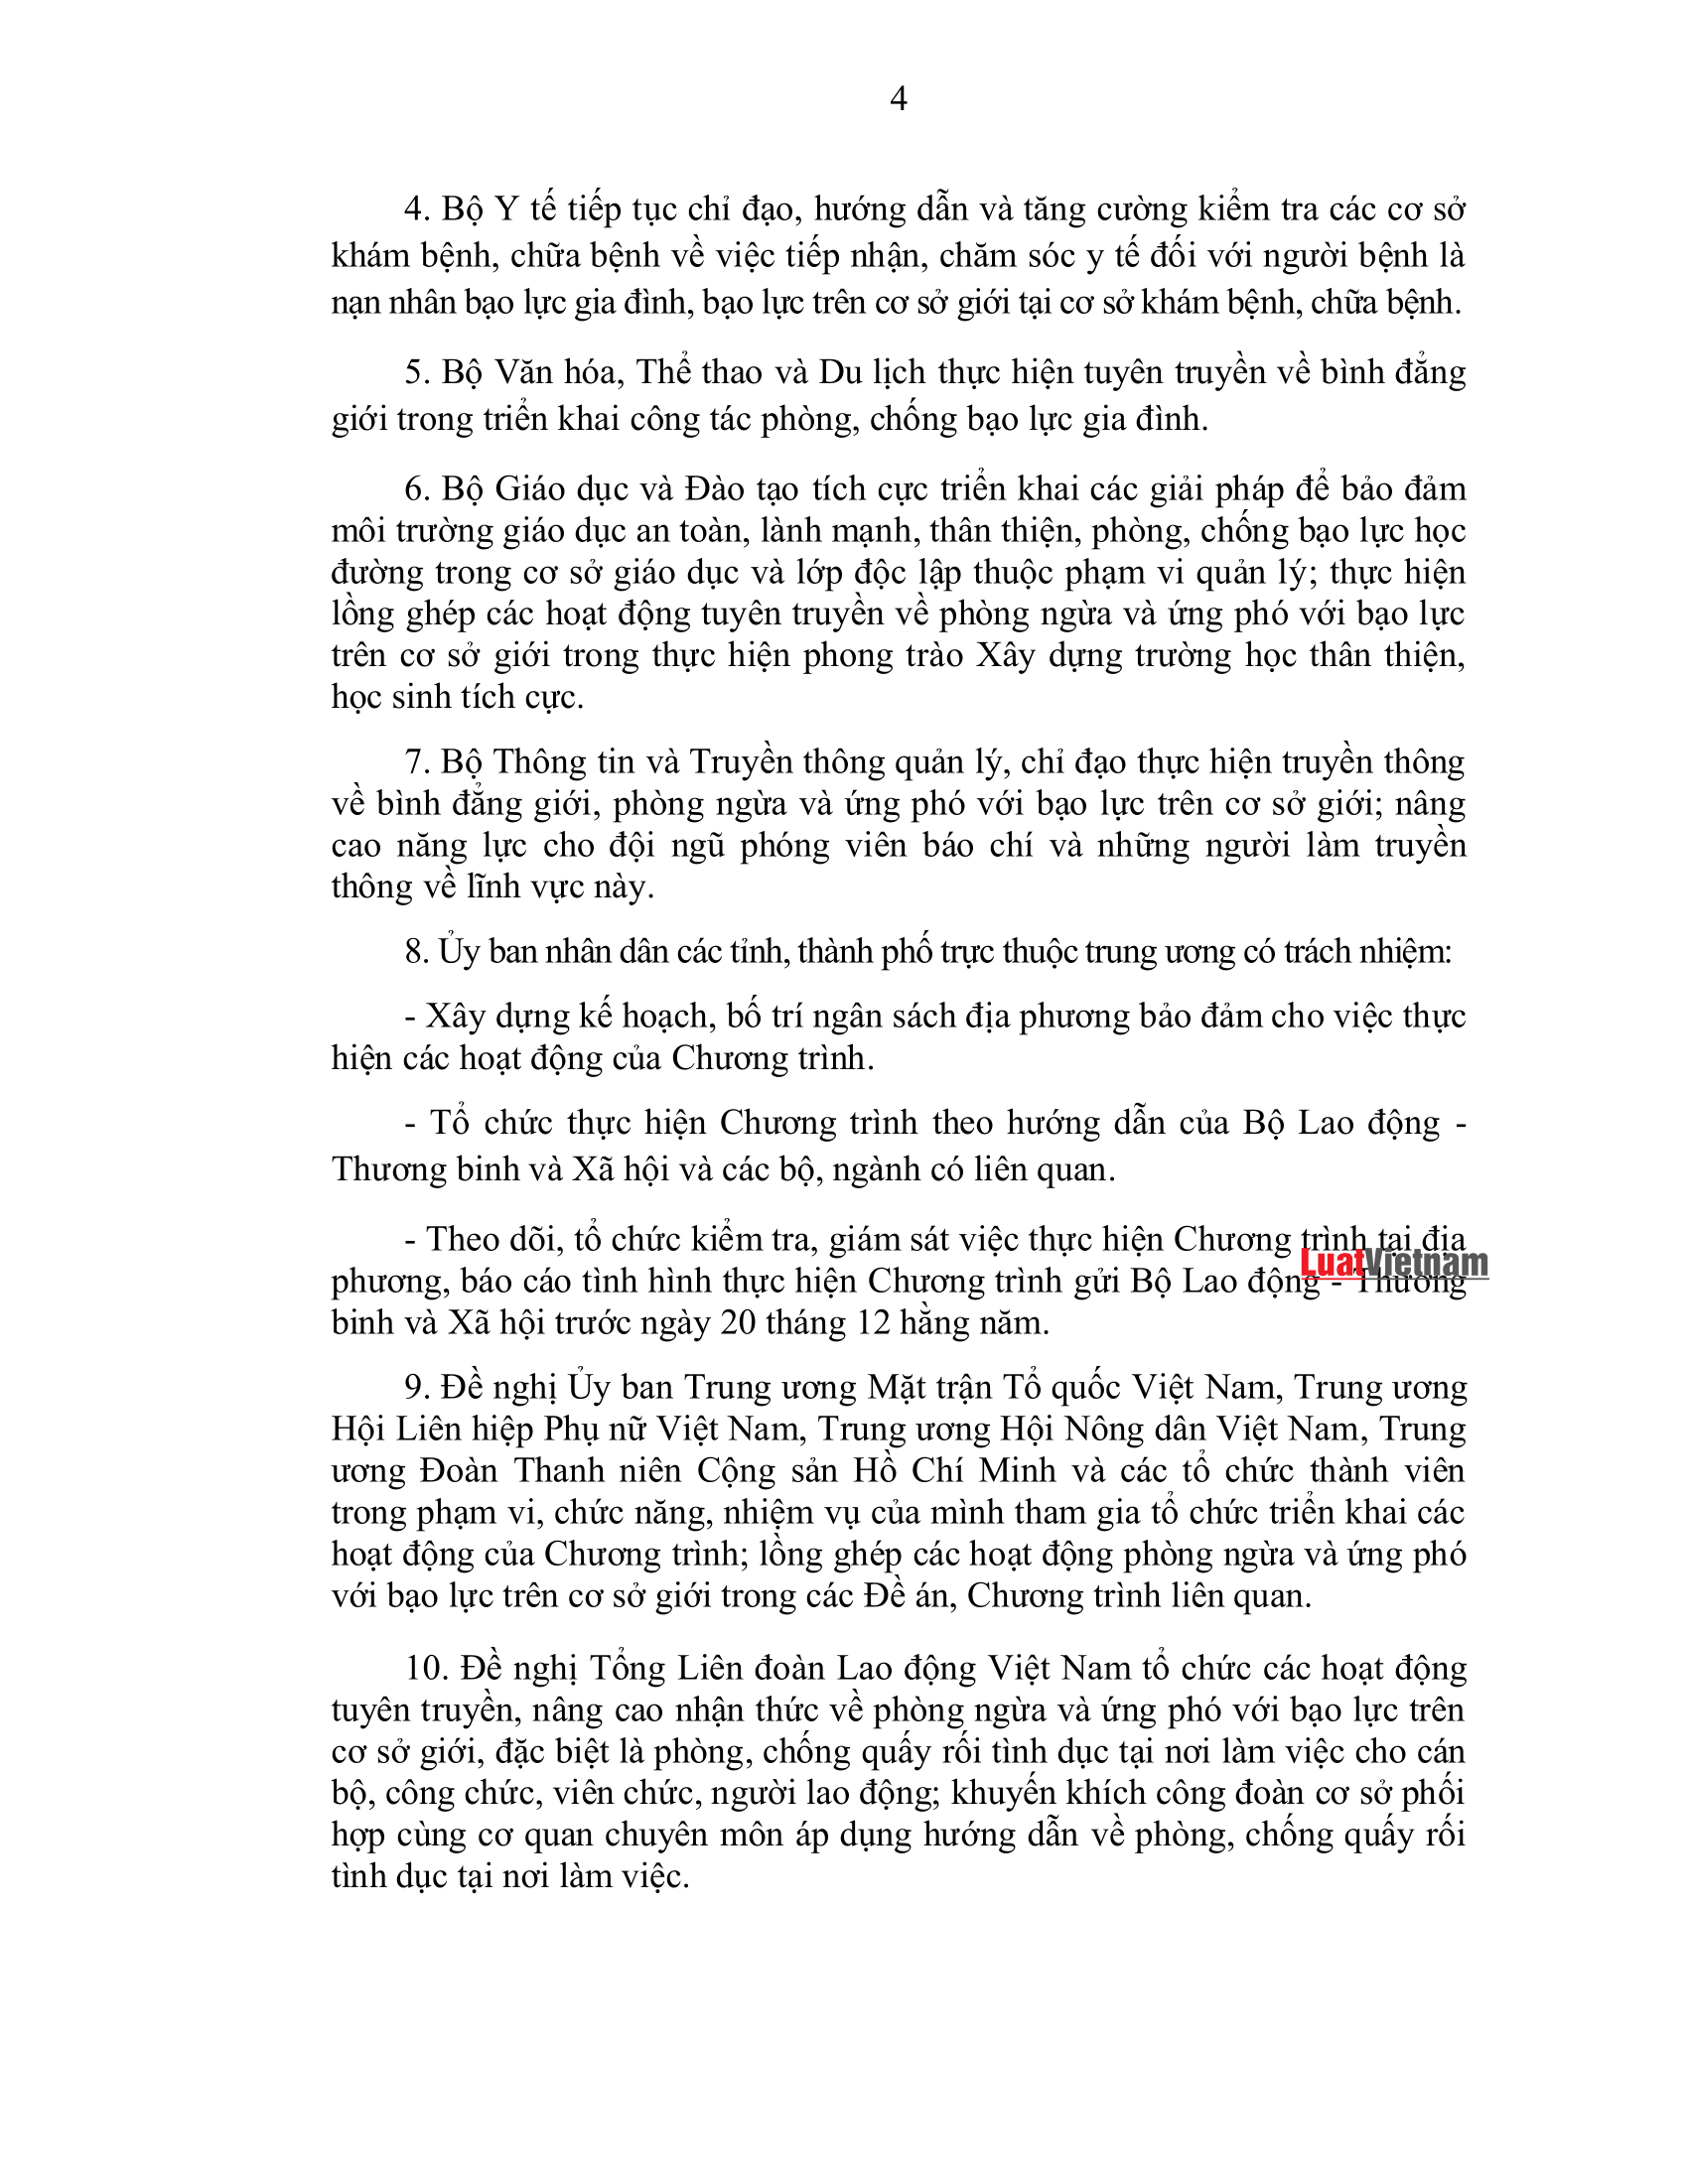 4
4. Bộ Y tế tiếp tục chỉ đạo, hướng dẫn và tăng cường kiểm tra các cơ sở
khám bệnh, chữa bệnh về việc tiếp nhận, chăm sóc y tế đối với người bệnh là
nạn nhân bạo lực gia đình, bạo lực trên cơ sở giới tại cơ sở khám bệnh, chữa bệnh.
5. Bộ Văn hóa, Thể thao và Du lịch thực hiện tuyên truyền về bình đẳng
giới trong triển khai công tác phòng, chống bạo lực gia đình.
6. Bộ Giáo dục và Đào tạo tích cực triển khai các giải pháp để bảo đảm
môi trường giáo dục an toàn, lành mạnh, thân thiện, phòng, chống bạo lực học
đường trong cơ sở giáo dục và lớp độc lập thuộc phạm vi quản lý; thực hiện
lồng ghép các hoạt động tuyên truyền về phòng ngừa và ứng phó với bạo lực
trên cơ sở giới trong thực hiện phong trào Xây dựng trường học thân thiện,
học sinh tích cực.
7. Bộ Thông tin và Truyền thông quản lý, chỉ đạo thực hiện truyền thông
về bình đẳng giới, phòng ngừa và ứng phó với bạo lực trên cơ sở giới; nâng
cao năng lực cho đội ngũ phóng viên báo chí và những người làm truyền
thông về lĩnh vực này.
8. Ủy ban nhân dân các tỉnh, thành phố trực thuộc trung ương có trách nhiệm:
- Xây dựng kế hoạch, bố trí ngân sách địa phương bảo đảm cho việc thực
hiện các hoạt động của Chương trình.
- Tổ chức thực hiện Chương trình theo hướng dẫn của Bộ Lao động -
Thương binh và Xã hội và các bộ, ngành có liên quan.
- Theo dõi, tổ chức kiểm tra, giám sát việc thực hiện Chương trình tại địa
LuatVietnam
phương, báo cáo tình hình thực hiện Chương trình gửi Bộ Lao động - Thương
binh và Xã hội trước ngày 20 tháng 12 hằng năm.
9. Đề nghị Ủy ban Trung ương Mặt trận Tổ quốc Việt Nam, Trung ương
Hội Liên hiệp Phụ nữ Việt Nam, Trung ương Hội Nông dân Việt Nam, Trung
ương Đoàn Thanh niên Cộng sản Hồ Chí Minh và các tổ chức thành viên
trong phạm vi, chức năng, nhiệm vụ của mình tham gia tổ chức triển khai các
hoạt động của Chương trình; lồng ghép các hoạt động phòng ngừa và ứng phó
với bạo lực trên cơ sở giới trong các Đề án, Chương trình liên quan.
10. Đề nghị Tổng Liên đoàn Lao động Việt Nam tổ chức các hoạt động
tuyên truyền, nâng cao nhận thức về phòng ngừa và ứng phó với bạo lực trên
cơ sở giới, đặc biệt là phòng, chống quấy rối tình dục tại nơi làm việc cho cán
bộ, công chức, viên chức, người lao động; khuyến khích công đoàn cơ sở phối
hợp cùng cơ quan chuyên môn áp dụng hướng dẫn về phòng, chống quấy rối
tình dục tại nơi làm việc.